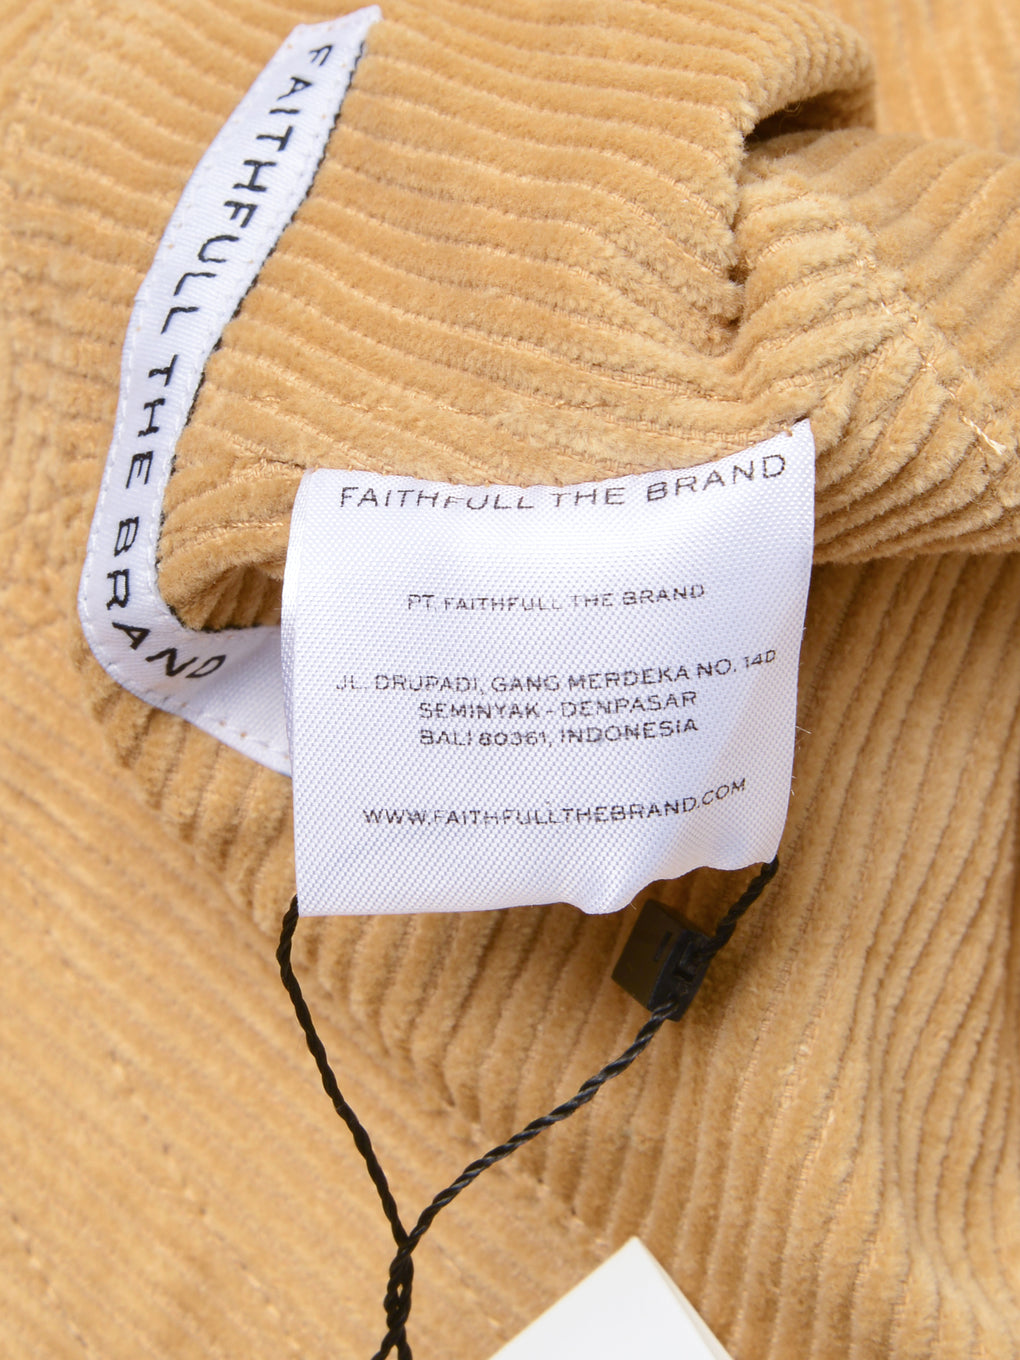 FAITHFULL THE BRAND
FAITHFULL THE BRAND
PT. FAITHFULL THE BRAND
JL. DRUPADI, GANG MERDEKA NO. 14D
SEMINYAK - DENPASAR
BALI 80361, INDONESIA
WWW.FAITHFULLTHEBRAND.COM